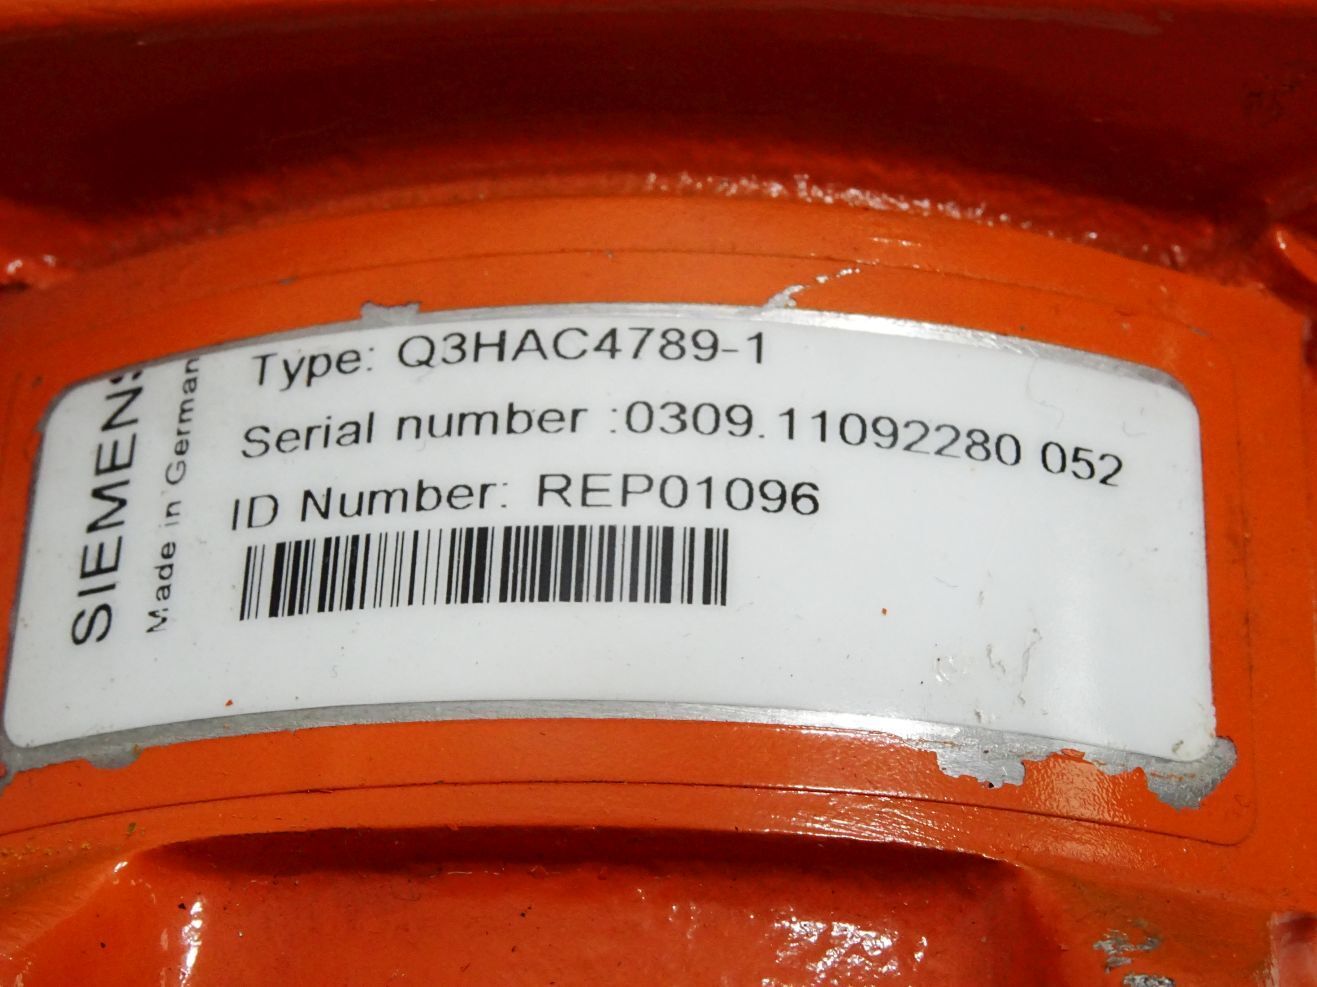 SIEMENS
Made in German
Type: Q3HAC4789-1
Serial number :0309.11092280 052
ID Number: REP01096